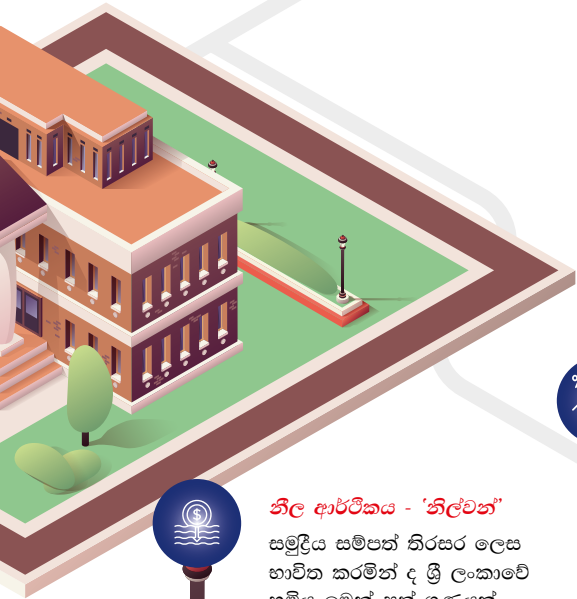 නීල ආර්ථිකය - ‘නිල්වන්’
සමුද්‍රීය සම්පත් තිරසර ලෙස
භාවිත කරමින් ද ශ්‍රී ලංකාවේ